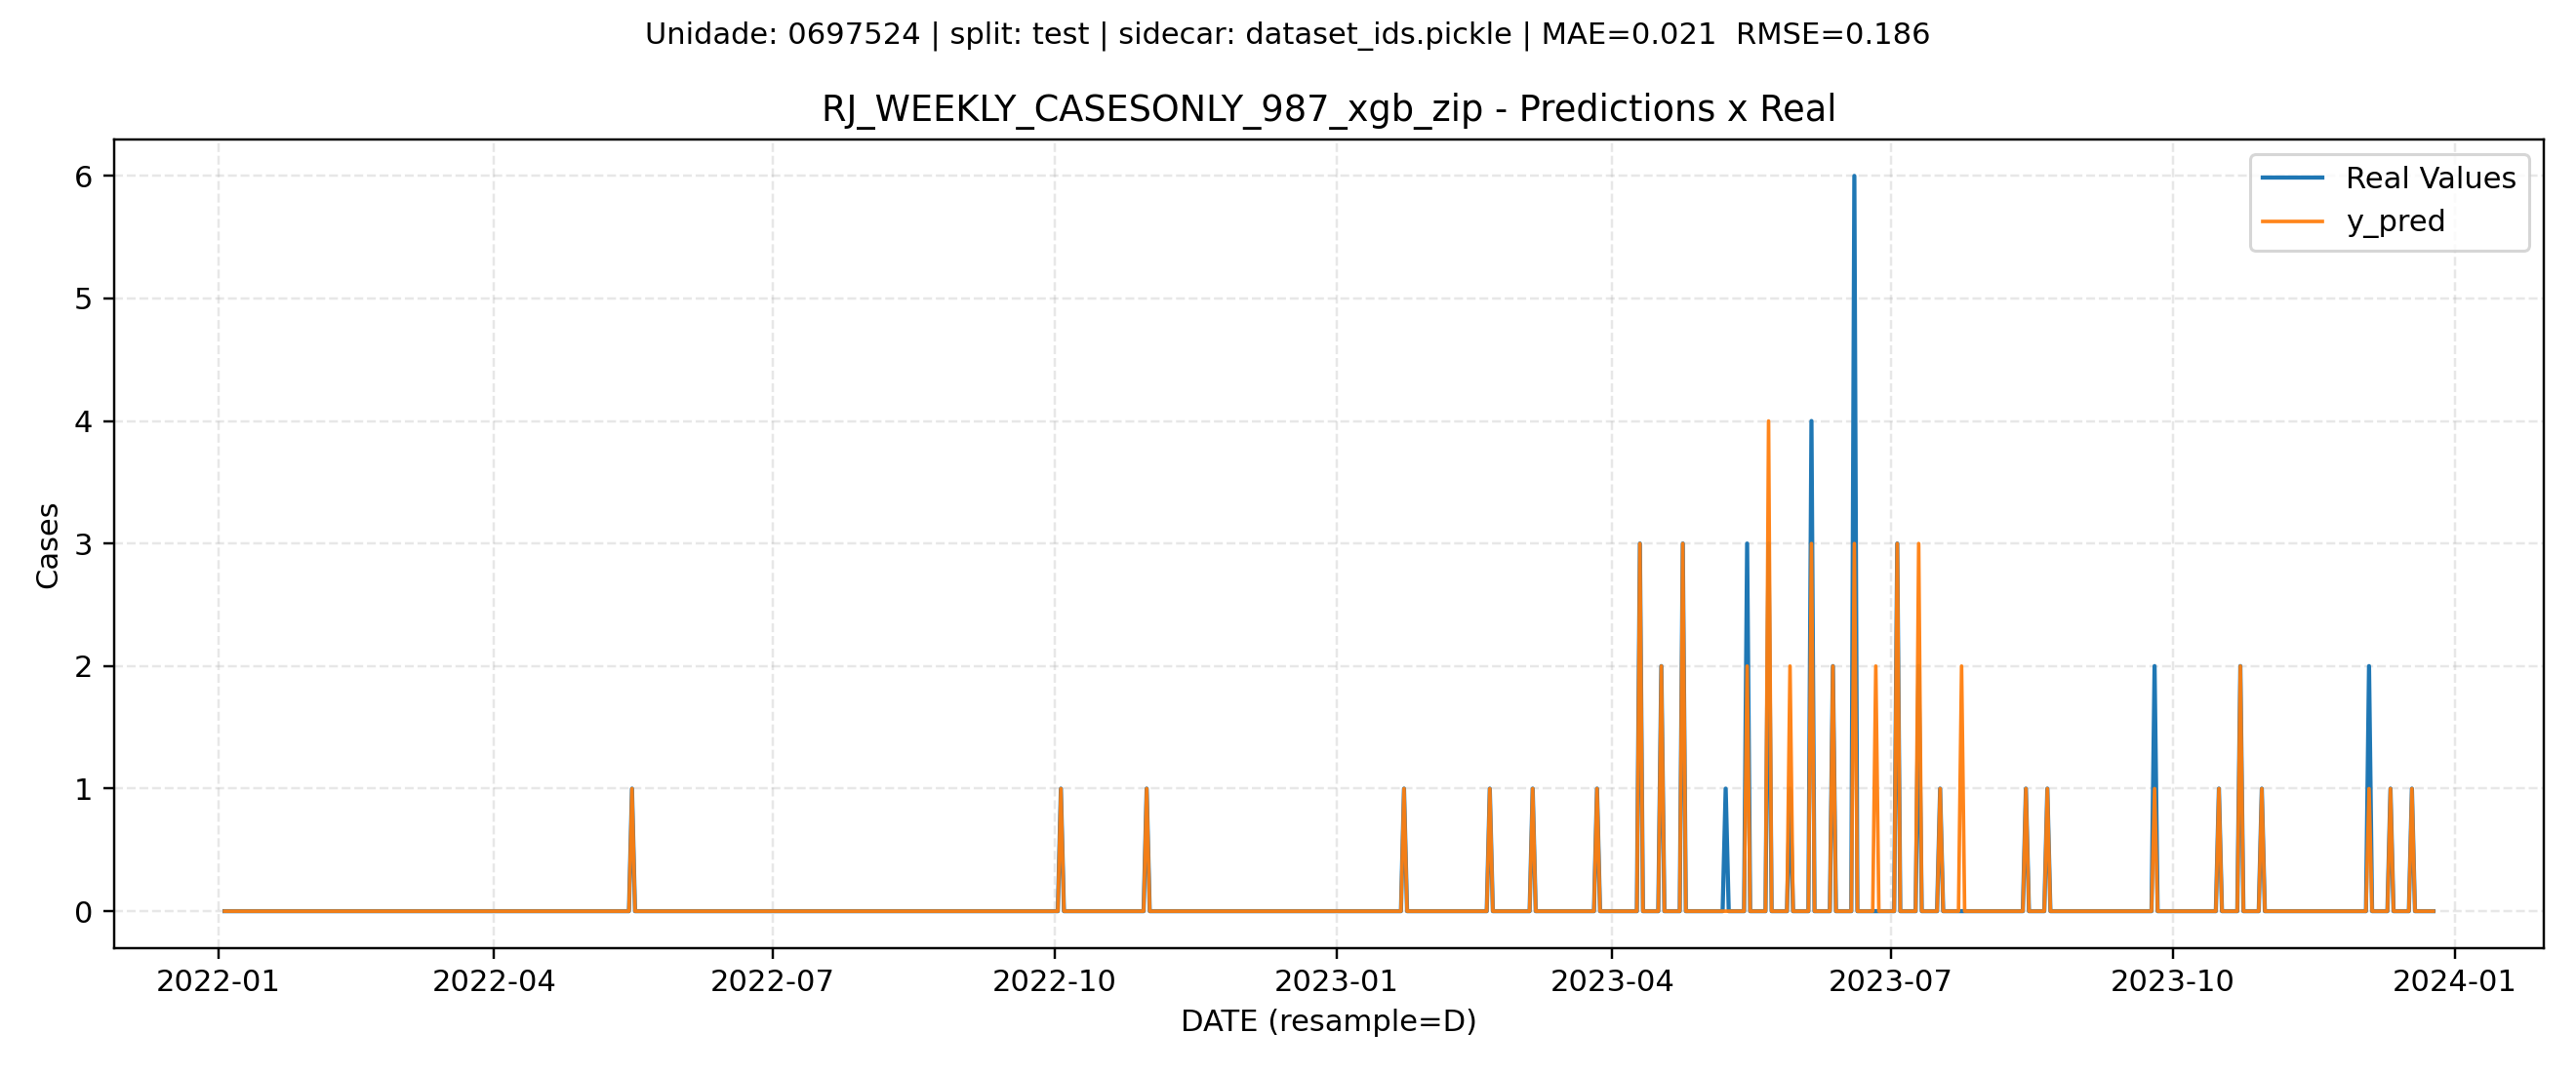 Unidade: 0697524 | split: test | sidecar: dataset_ids.pickle | MAE=0.021  RMSE=0.186
RJ_WEEKLY_CASESONLY_987_xgb_zip - Predictions x Real
Real Values
y_pred
6
5
4
3
2
1
0
Cases
2022-01
2022-04
2022-07
2022-10
2023-01
2023-04
2023-07
2023-10
2024-01
DATE (resample=D)